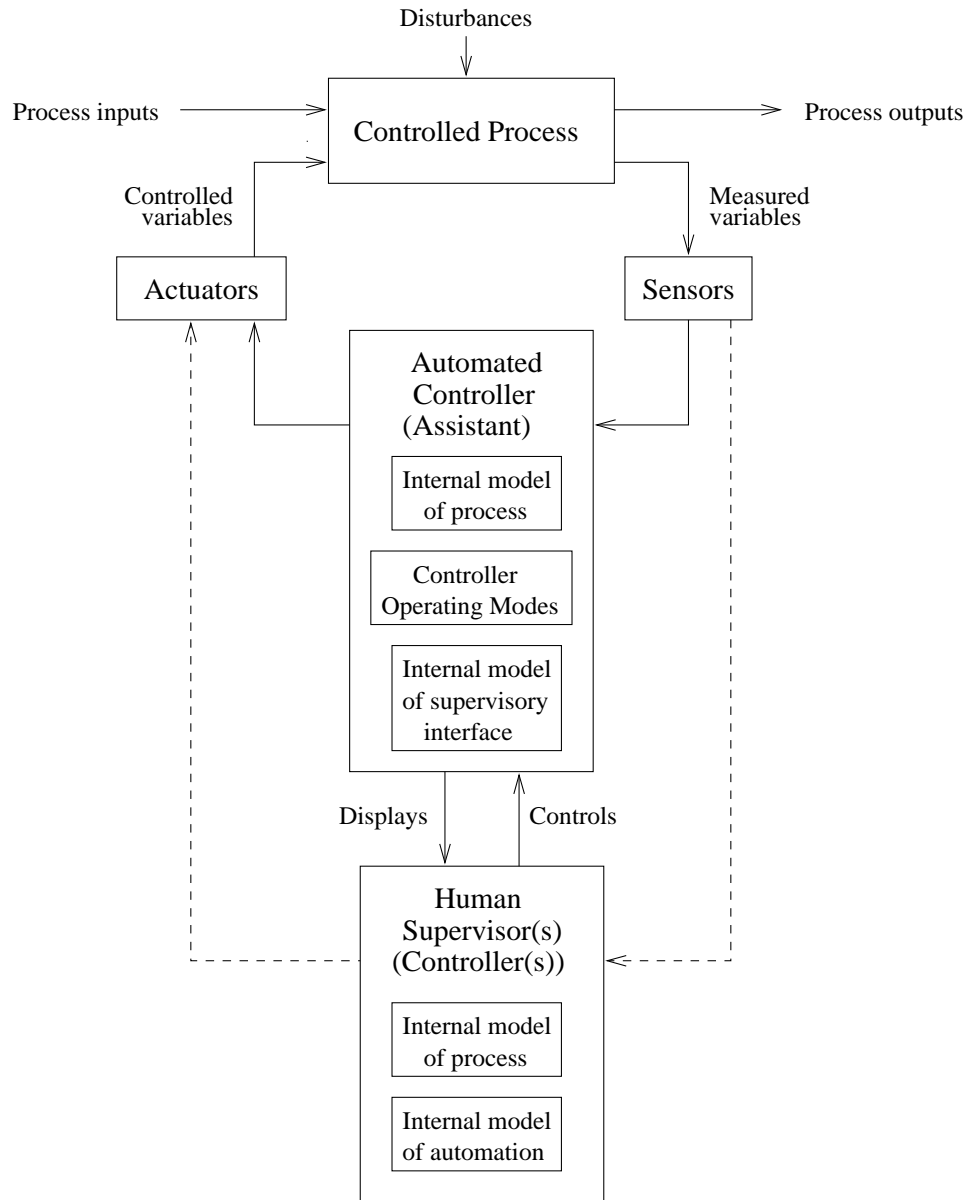 Disturbances
Process inputs
Controlled Process
Process outputs
Controlled
variables
Measured
variables
Actuators
Sensors
Automated
Controller
(Assistant)
Internal model
of process
Controller
Operating Modes
Internal model
of supervisory
interface
Displays
Controls
Human
Supervisor(s)
(Controller(s))
Internal model
of process
Internal model
of automation